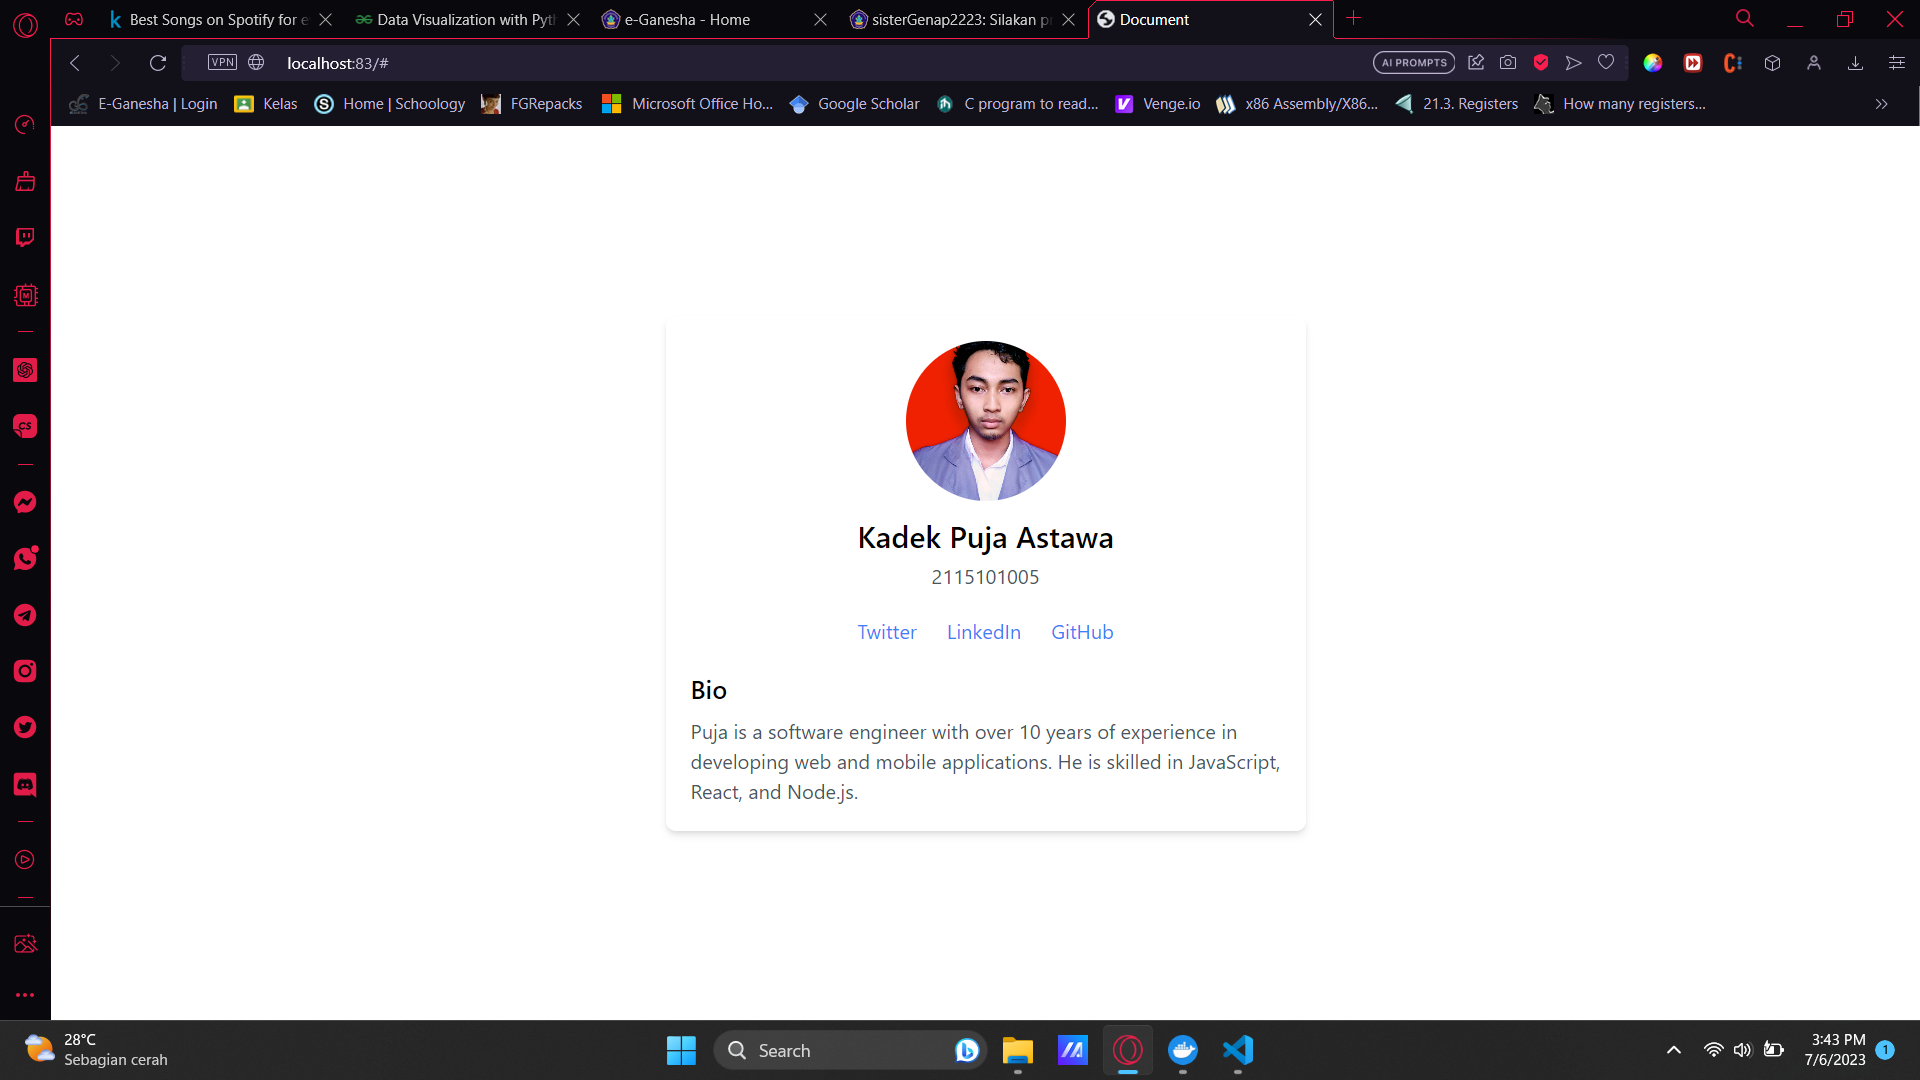 Best Songs on Spotify for e
Data Visualization with Pyth
e-Ganesha - Home
sisterGenap2223: Silakan p
Document
VPN
localhost:83/#
AI PROMPTS
E-Ganesha | Login
Kelas
Home | Schoology
FGRepacks
Microsoft Office Ho...
Google Scholar
C program to read...
Venge.io
x86 Assembly/X86...
21.3. Registers
How many registers...
Kadek Puja Astawa
2115101005
Twitter LinkedIn GitHub
Bio
Puja is a software engineer with over 10 years of experience in
developing web and mobile applications. He is skilled in JavaScript,
React, and Node.js.
28°C
Sebagian cerah
Search
3:43 PM
7/6/2023
1